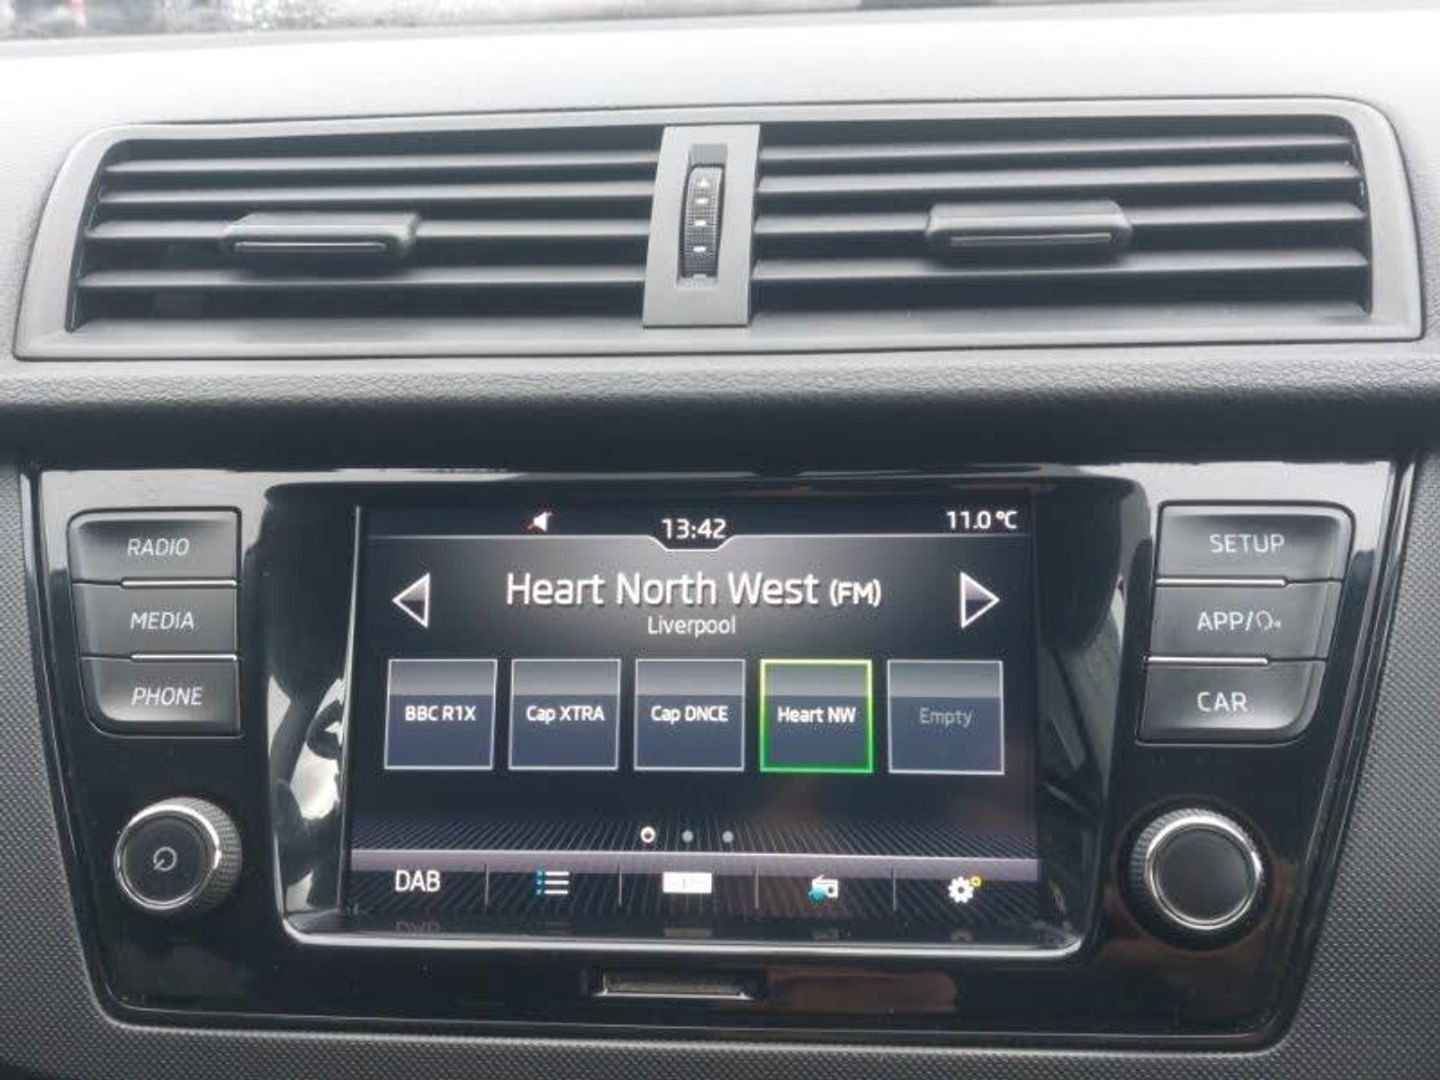 13:42
11.0 °C
RADIO
MEDIA
PHONE
Heart North West (FM)
Liverpool
BBC R1X
Cap XTRA
Cap DNCE
Heart NW
Empty
DAB
SETUP
APP/
CAR